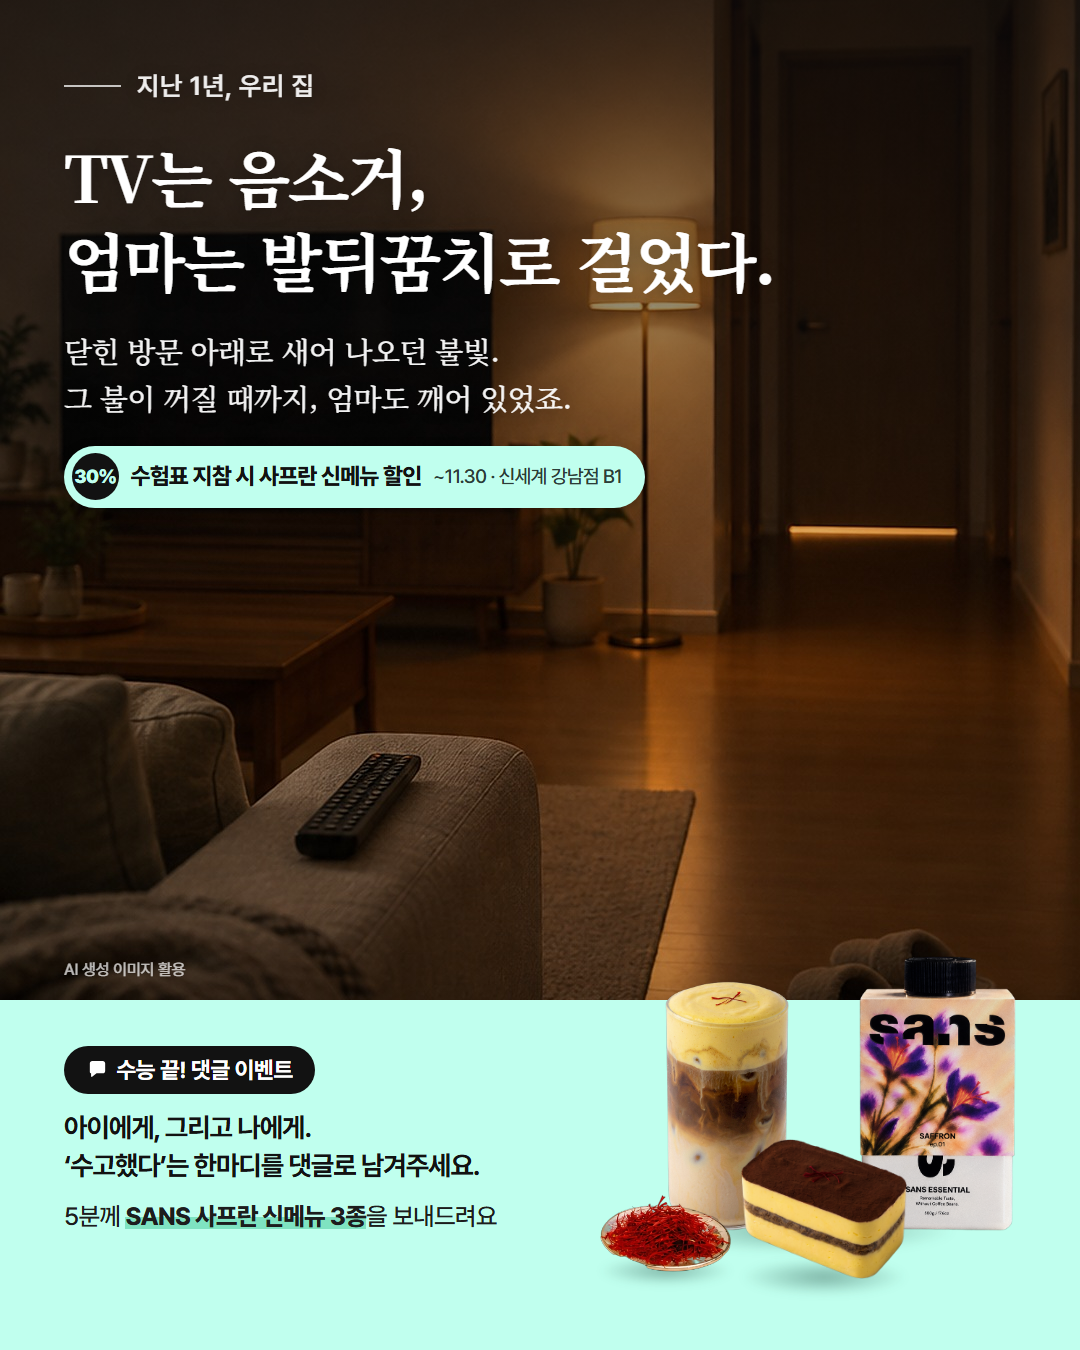 지난 1년, 우리 집
TV는 음소거,
엄마는 발뒤꿈치로 걸었다.
닫힌 방문 아래로 새어 나오던 불빛.
그 불이 꺼질 때까지, 엄마도 깨어 있었죠.
30% 수험표 지참 시 사프란 신메뉴 할인 ~11.30 · 신세계 강남점 B1
AI 생성 이미지 활용
수능 끝! 댓글 이벤트
아이에게, 그리고 나에게.
‘수고했다’는 한마디를 댓글로 남겨주세요.
5분께 SANS 사프란 신메뉴 3종을 보내드려요
sans
SAFFRON
SANS ESSENTIAL
Remarkable Taste,
Without Coffee Beans.